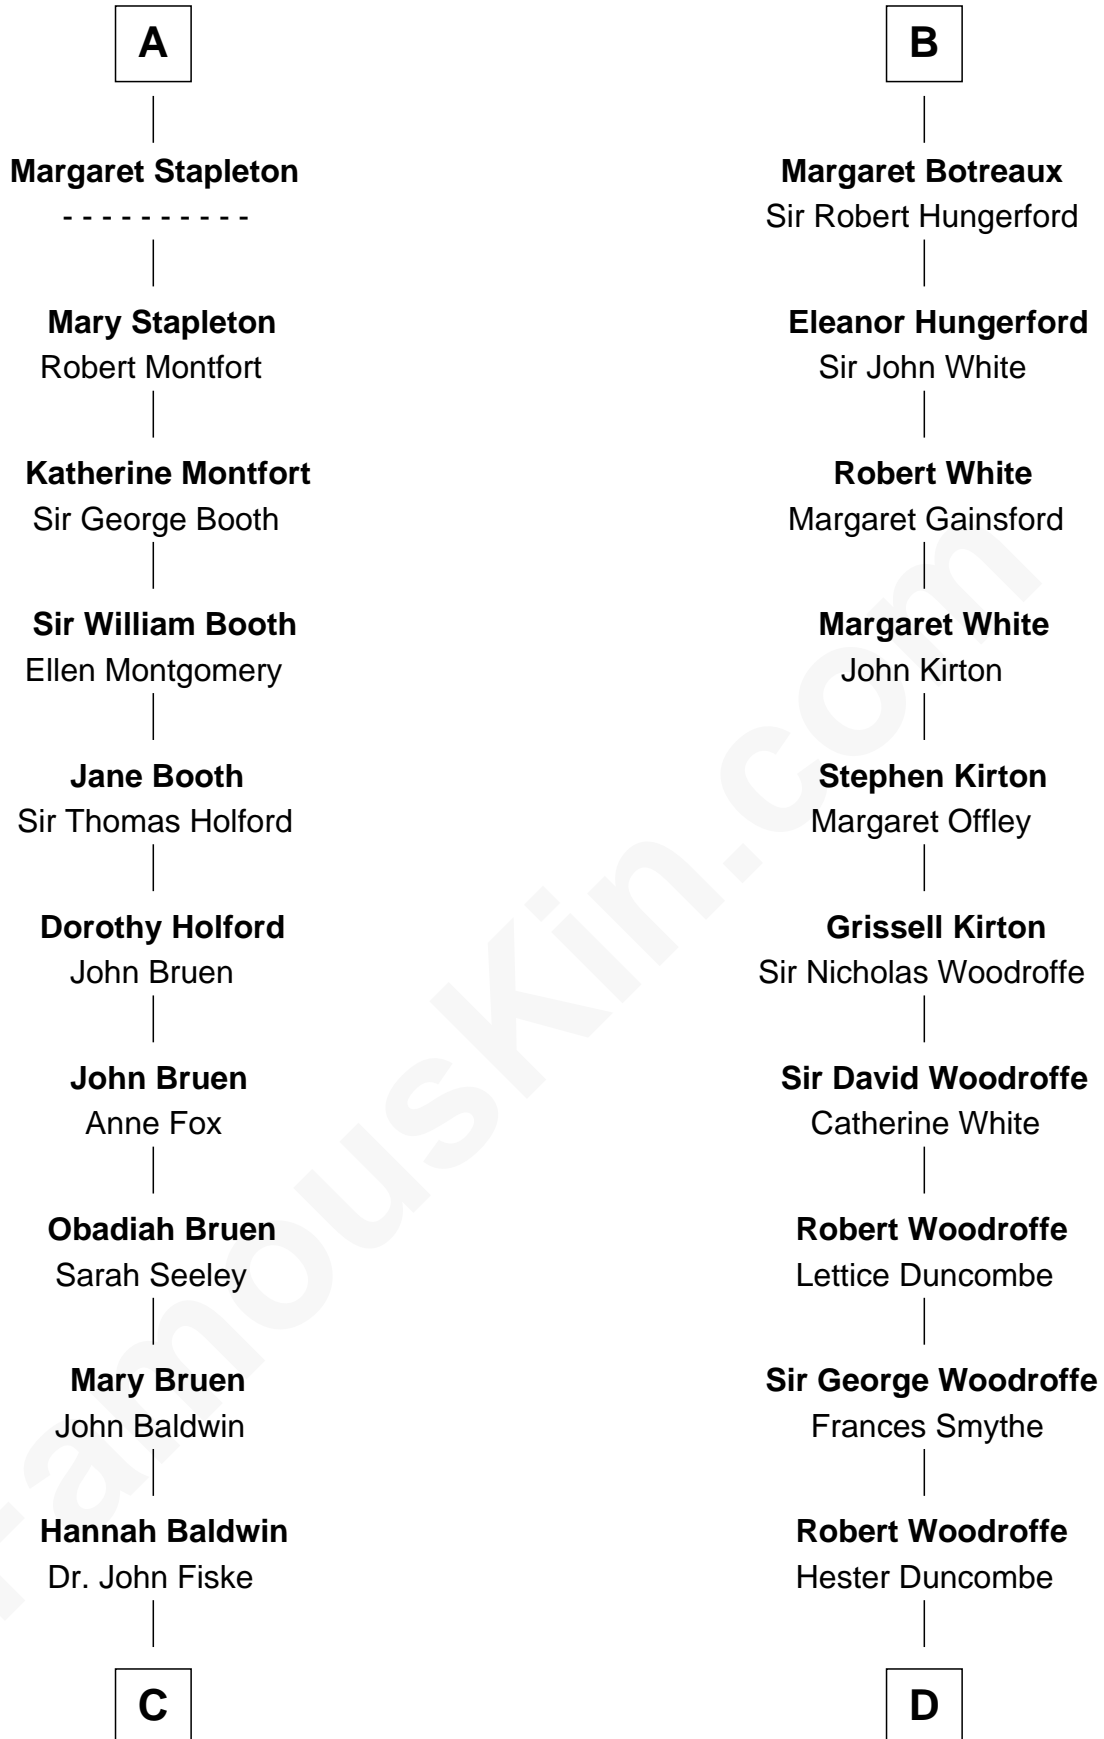 A
Margaret Stapleton
- - - - - - - - - -
Mary Stapleton
Robert Montfort
Katherine Montfort
Sir George Booth
Sir William Booth
Ellen Montgomery
Jane Booth
Sir Thomas Holford
Dorothy Holford
John Bruen
John Bruen
Anne Fox
Obadiah Bruen
Sarah Seeley
Mary Bruen
John Baldwin
Hannah Baldwin
Dr. John Fiske
C
B
Margaret Botreaux
Sir Robert Hungerford
Eleanor Hungerford
Sir John White
Robert White
Margaret Gainsford
Margaret White
John Kirton
Stephen Kirton
Margaret Offley
Grissell Kirton
Sir Nicholas Woodroffe
Sir David Woodroffe
Catherine White
Robert Woodroffe
Lettice Duncombe
Sir George Woodroffe
Frances Smythe
Robert Woodroffe
Hester Duncombe
D
FamousKin.com